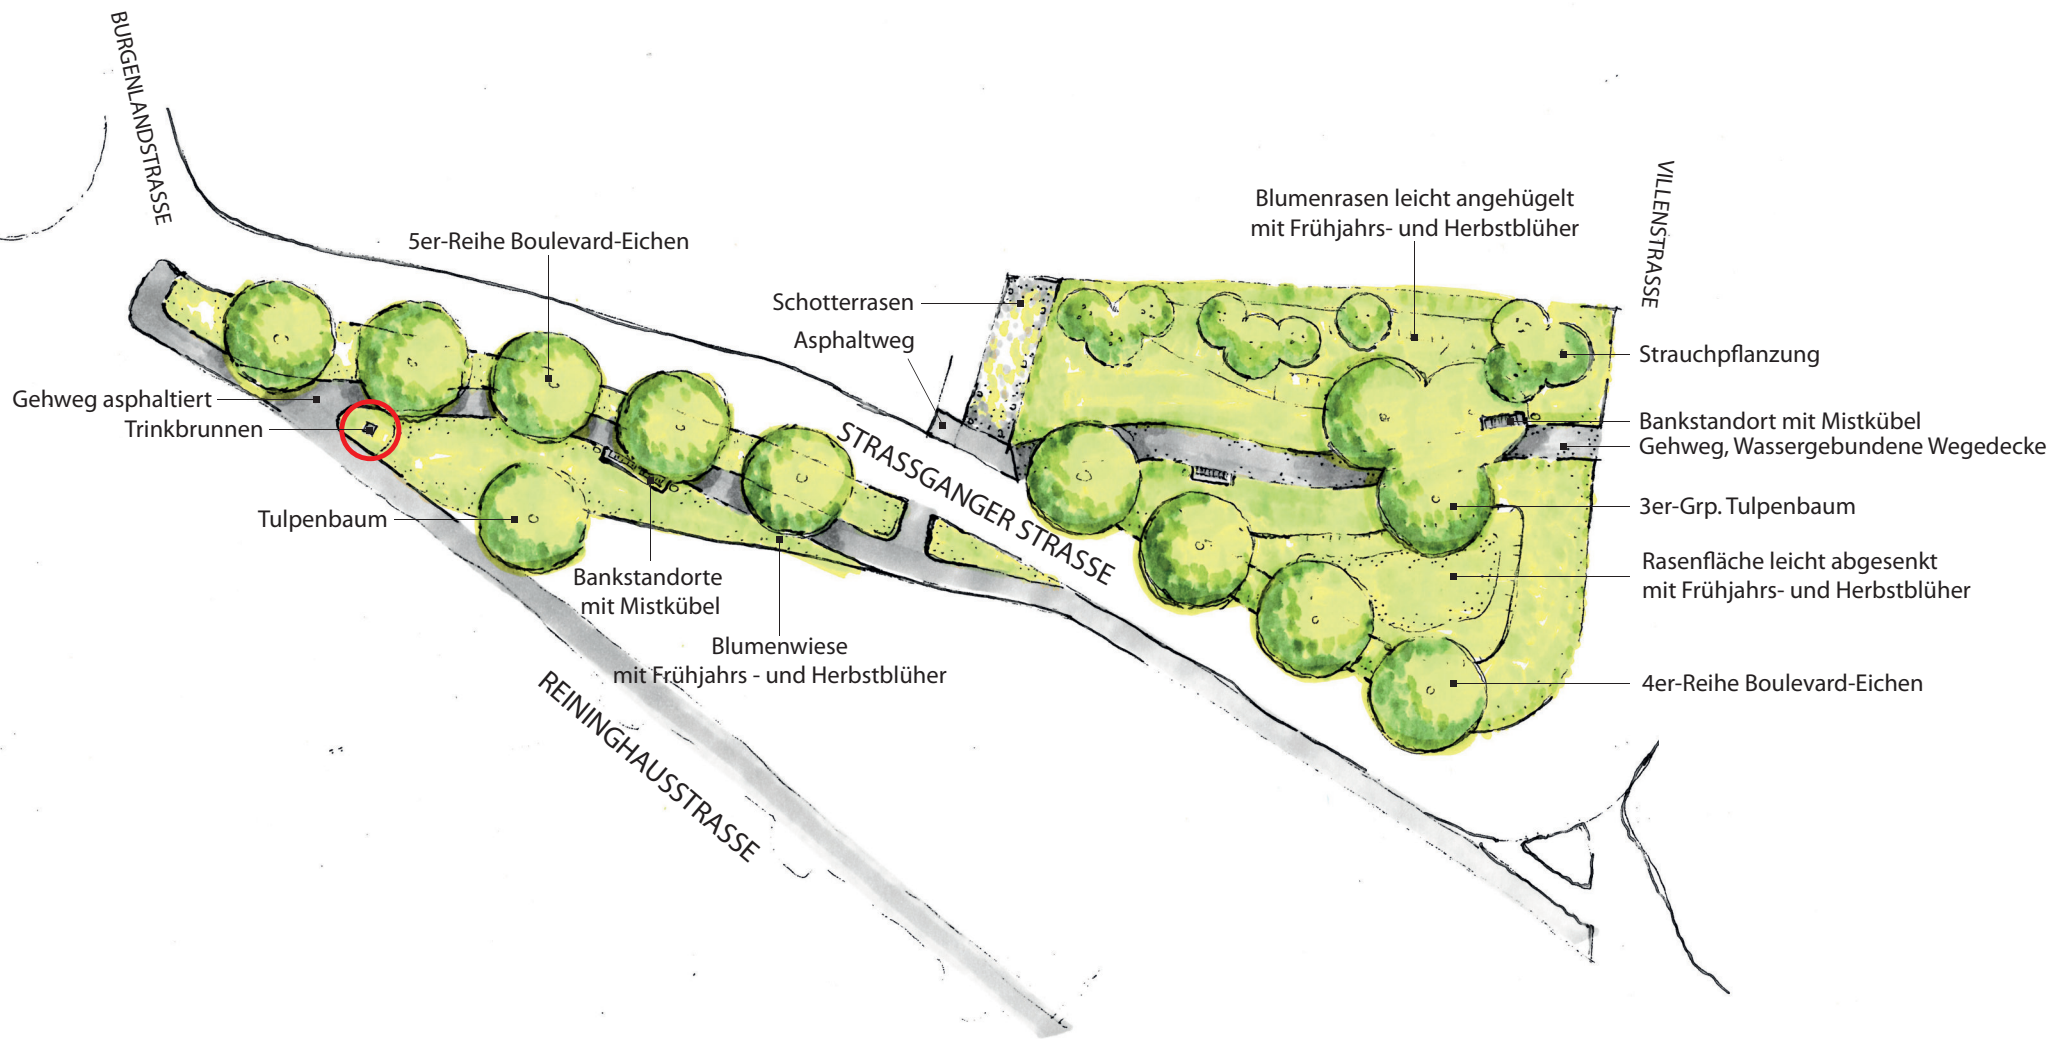 BURGENLANDSTRASSE
VILLENSTRASSE
Blumenrasen leicht angehügelt
mit Frühjahrs- und Herbstblüher
5er-Reihe Boulevard-Eichen
Schotterrasen
Asphaltweg
Strauchpflanzung
Gehweg asphaltiert
Trinkbrunnen
Bankstandort mit Mistkübel
Gehweg, Wassergebundene Wegedecke
STRASSGANGER STRASSE
Tulpenbaum
3er-Grp. Tulpenbaum
Bankstandorte
mit Mistkübel
Rasenfläche leicht abgesenkt
mit Frühjahrs- und Herbstblüher
Blumenwiese
mit Frühjahrs - und Herbstblüher
4er-Reihe Boulevard-Eichen
REININGHAUSSTRASSE